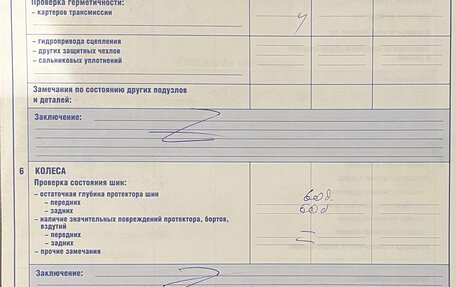 Проверка герметичности:
– картеров трансмиссии
– гидропривода сцепления
– других защитных чехлов
– сальниковых уплотнений
Замечания по состоянию других подузлов
и деталей:
Заключение:
6 КОЛЕСА
Проверка состояния шин:
– остаточная глубина протектора шин
– передних
– задних
– наличие значительных повреждений протектора, бортов,
вздутий
– передних
– задних
– прочие замечания
Заключение: